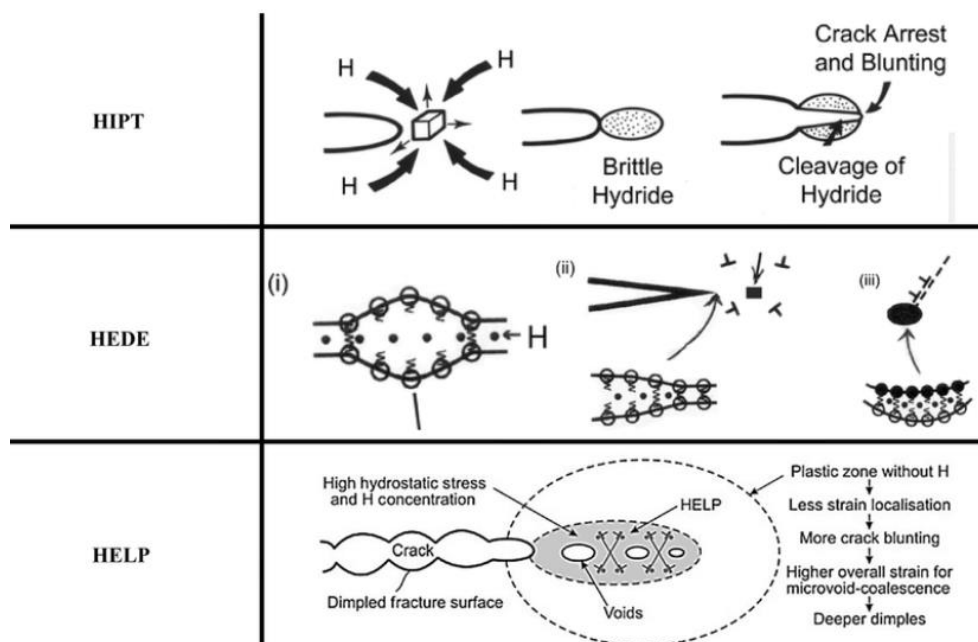 HIPT
H
H
H
H
Brittle
Hydride
Crack Arrest
and Blunting
Cleavage of
Hydride
HEDE
(i)
H
(ii)
(iii)
HELP
High hydrostatic stress
and H concentration
Crack
Dimpled fracture surface
HELP
Voids
Plastic zone without H
Less strain localisation
More crack blunting
Higher overall strain for
microvoid-coalescence
Deeper dimples